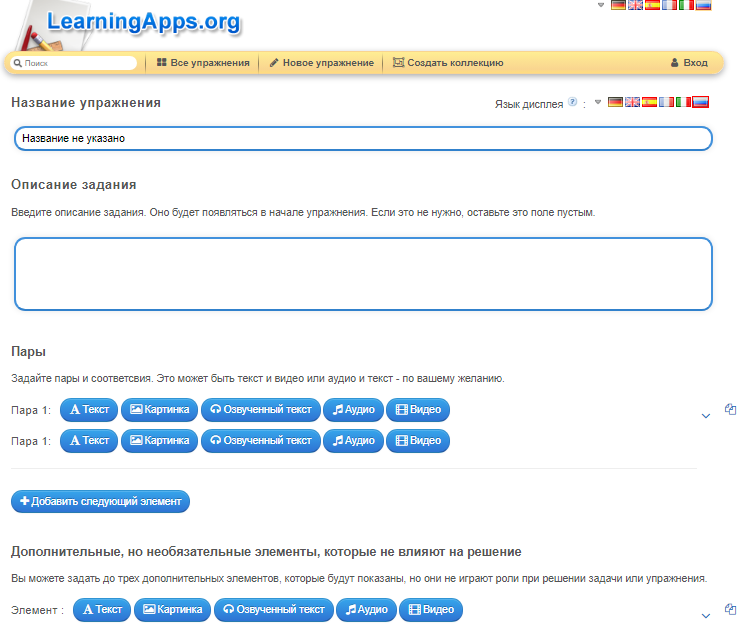 LearningApps.org
Поиск Все упражнения Новое упражнение Создать коллекцию Вход
Название упражнения Язык дисплея ? :
Название не указано
Описание задания
Введите описание задания. Оно будет появляться в начале упражнения. Если это не нужно, оставьте это поле пустым.
Пары
Задайте пары и соответсвия. Это может быть текст и видео или аудио и текст - по вашему желанию.
Пара 1: Текст Картинка Озвученный текст Аудио Видео
Пара 1: Текст Картинка Озвученный текст Аудио Видео
Добавить следующий элемент
Дополнительные, но необязательные элементы, которые не влияют на решение
Вы можете задать до трех дополнительных элементов, которые будут показаны, но они не играют роли при решении задачи или упражнения.
Элемент : Текст Картинка Озвученный текст Аудио Видео